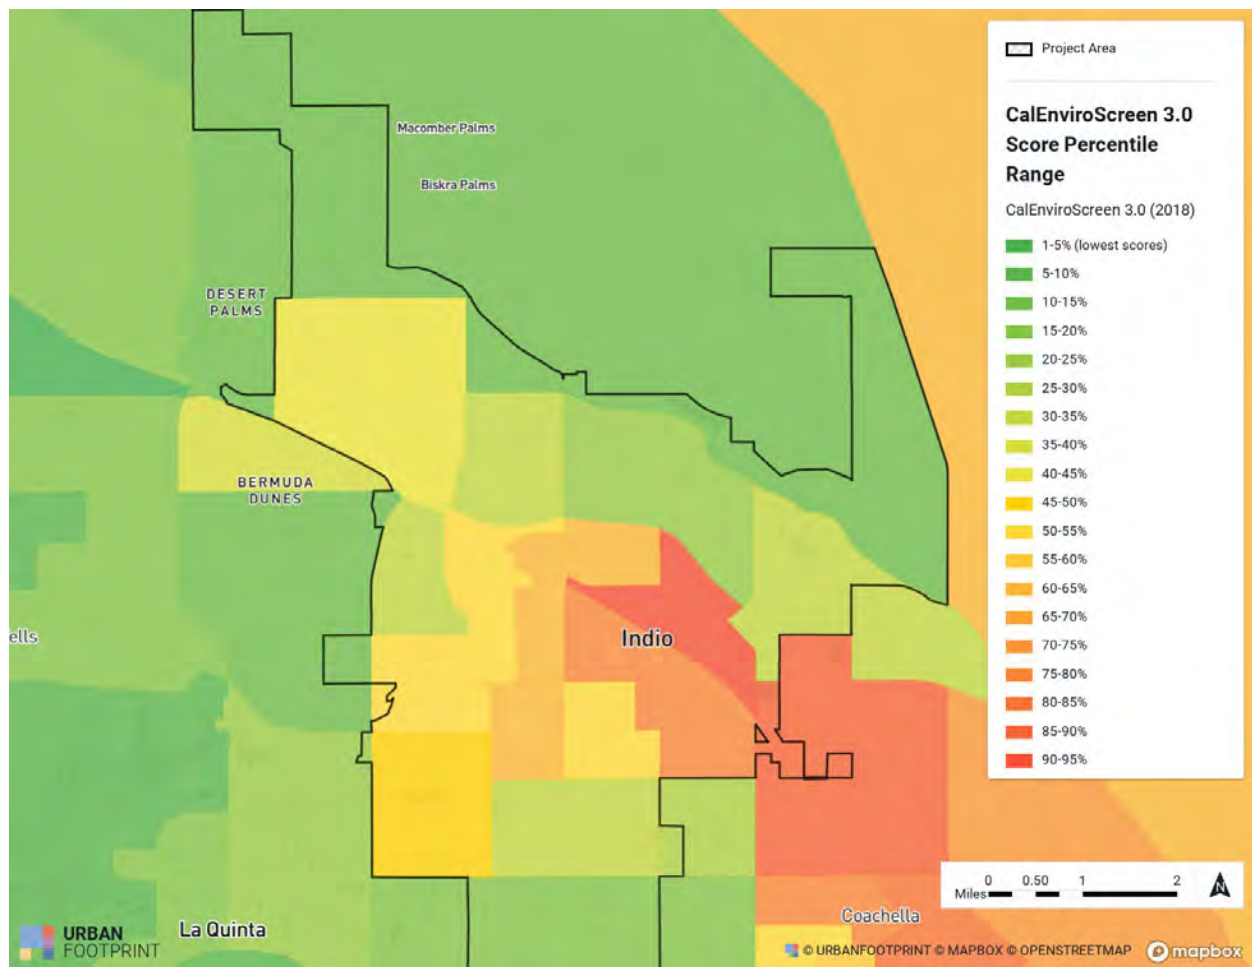 Project Area
CalEnviroScreen 3.0
Score Percentile
Range
CalEnviroScreen 3.0 (2018)
1-5% (lowest scores)
5-10%
10-15%
15-20%
20-25%
25-30%
30-35%
35-40%
40-45%
45-50%
50-55%
55-60%
60-65%
65-70%
70-75%
75-80%
80-85%
85-90%
90-95%
Macomber Palms
Biskra Palms
DESERT
PALMS
BERMUDA
DUNES
ells
Indio
La Quinta
Coachella
0 0.50 1 2
Miles
N
URBAN
FOOTPRINT
© URBANFOOTPRINT © MAPBOX © OPENSTREETMAP
mapbox